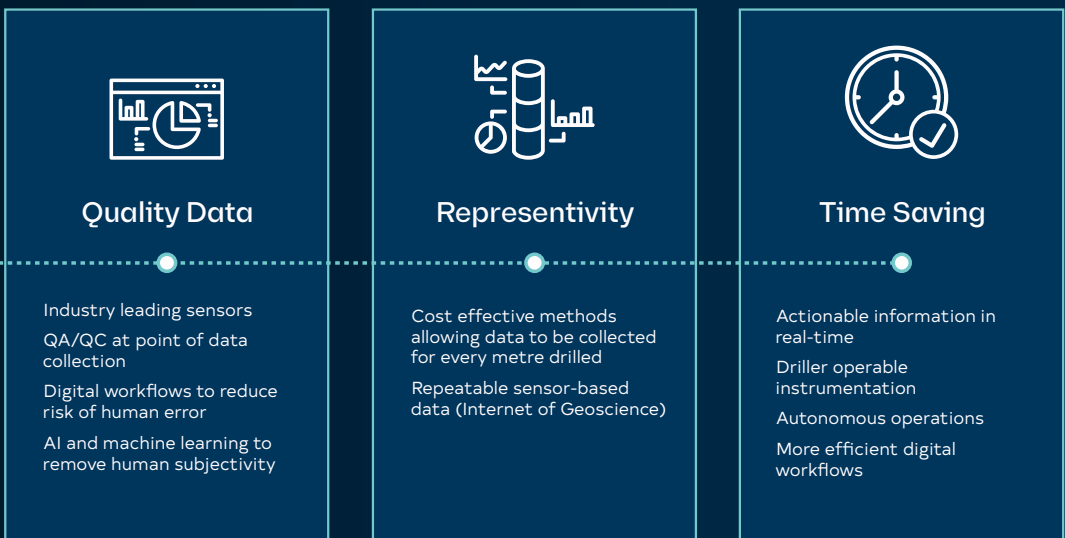 Quality Data
Industry leading sensors
QA/QC at point of data
collection
Digital workflows to reduce
risk of human error
AI and machine learning to
remove human subjectivity
Representivity
Cost effective methods
allowing data to be collected
for every metre drilled
Repeatable sensor-based
data (Internet of Geoscience)
Time Saving
Actionable information in
real-time
Driller operable
instrumentation
Autonomous operations
More efficient digital
workflows